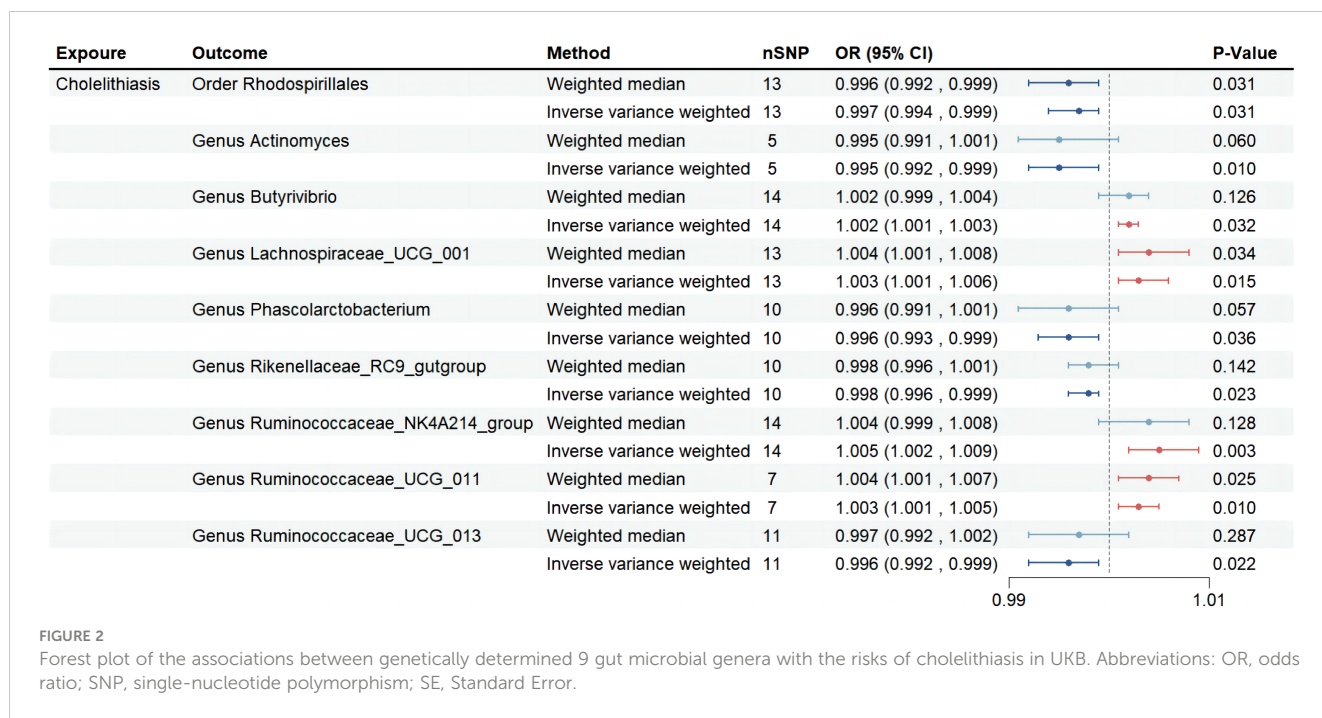 Expoure Outcome Method nSNP OR (95% CI) P-Value
Cholelithiasis Order Rhodospirillales Weighted median 13 0.996 (0.992 , 0.999) 0.031
Inverse variance weighted 13 0.997 (0.994 , 0.999) 0.031
Genus Actinomyces Weighted median 5 0.995 (0.991 , 1.001) 0.060
Inverse variance weighted 5 0.995 (0.992 , 0.999) 0.010
Genus Butyrivibrio Weighted median 14 1.002 (0.999 , 1.004) 0.126
Inverse variance weighted 14 1.002 (1.001 , 1.003) 0.032
Genus Lachnospiraceae_UCG_001 Weighted median 13 1.004 (1.001 , 1.008) 0.034
Inverse variance weighted 13 1.003 (1.001 , 1.006) 0.015
Genus Phascolarctobacterium Weighted median 10 0.996 (0.991 , 1.001) 0.057
Inverse variance weighted 10 0.996 (0.993 , 0.999) 0.036
Genus Rikenellaceae_RC9_gutgroup Weighted median 10 0.998 (0.996 , 1.001) 0.142
Inverse variance weighted 10 0.998 (0.996 , 0.999) 0.023
Genus Ruminococcaceae_NK4A214_group Weighted median 14 1.004 (0.999 , 1.008) 0.128
Inverse variance weighted 14 1.005 (1.002 , 1.009) 0.003
Genus Ruminococcaceae_UCG_011 Weighted median 7 1.004 (1.001 , 1.007) 0.025
Inverse variance weighted 7 1.003 (1.001 , 1.005) 0.010
Genus Ruminococcaceae_UCG_013 Weighted median 11 0.997 (0.992 , 1.002) 0.287
Inverse variance weighted 11 0.996 (0.992 , 0.999) 0.022
0.99 1.01
FIGURE 2
Forest plot of the associations between genetically determined 9 gut microbial genera with the risks of cholelithiasis in UKB. Abbreviations: OR, odds
ratio; SNP, single-nucleotide polymorphism; SE, Standard Error.